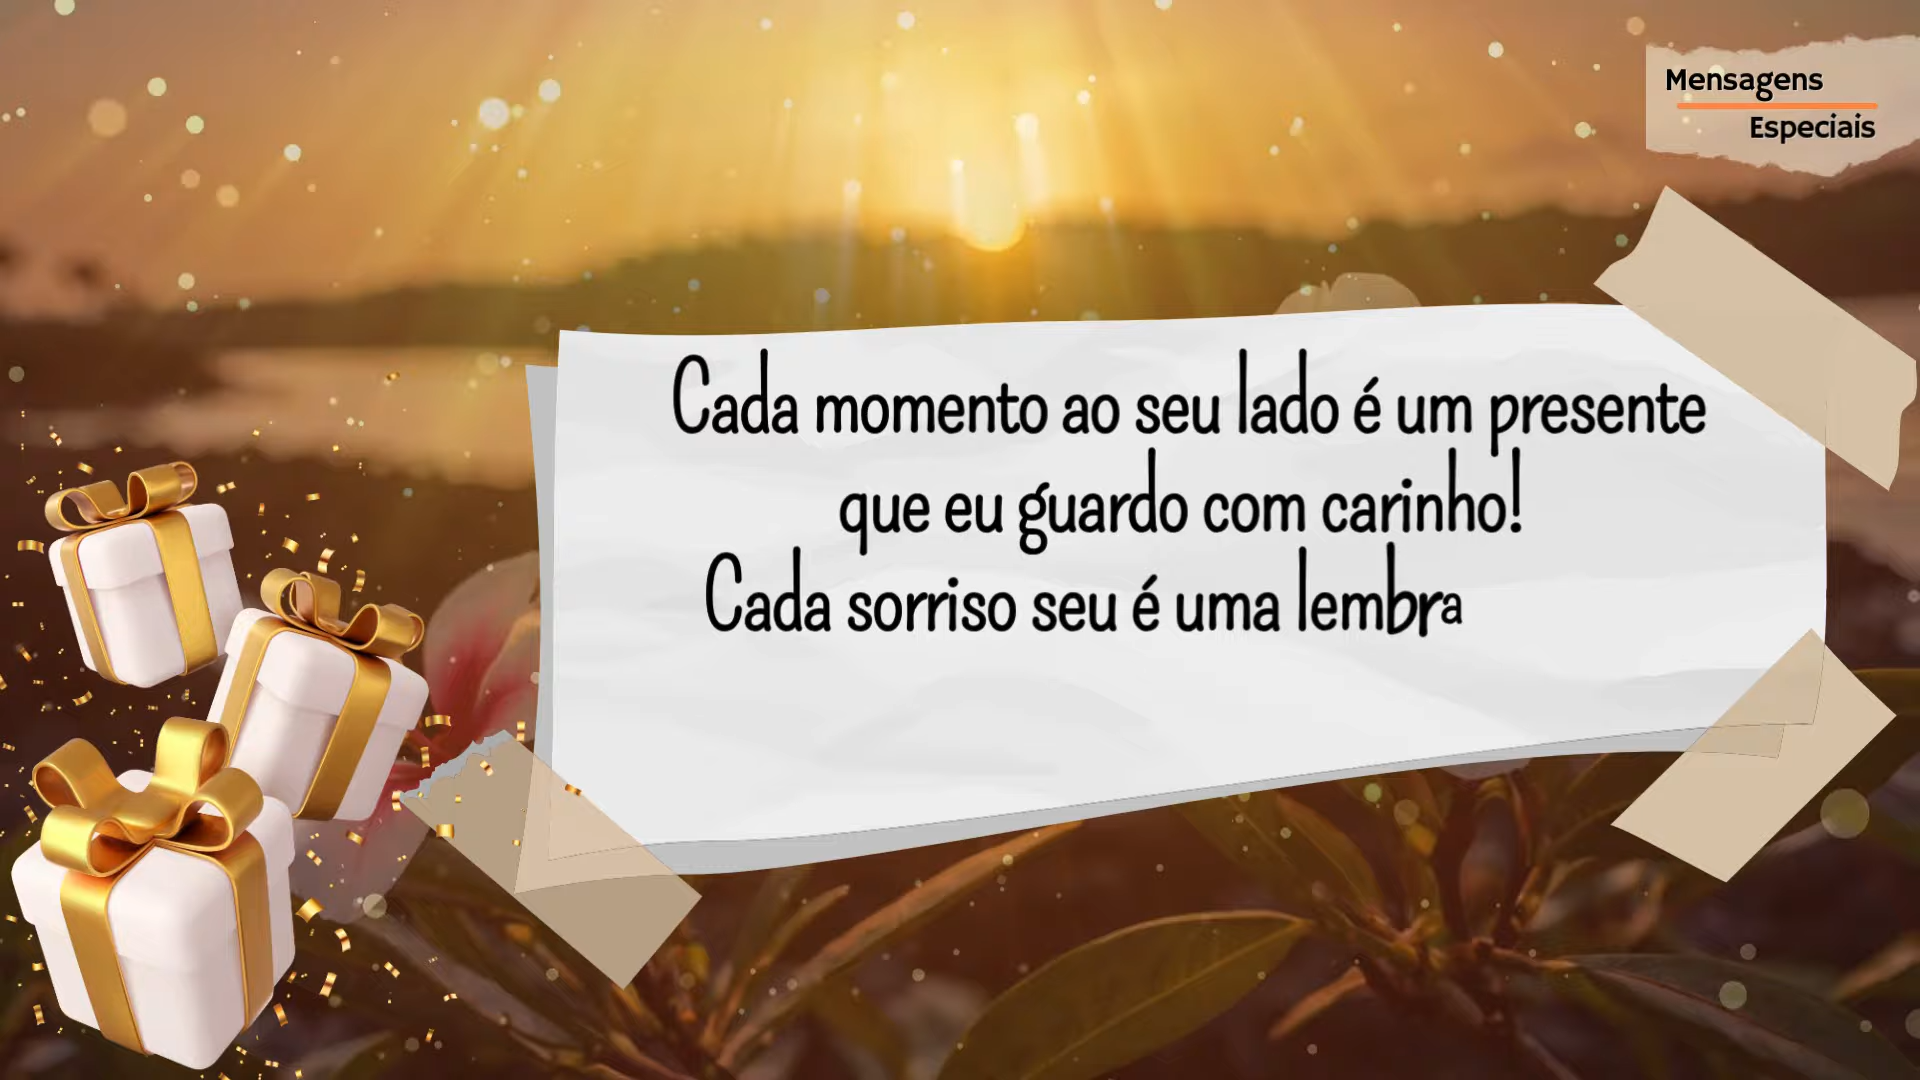 Mensagens
Especiais
Cada momento ao seu lado é um presente
que eu guardo com carinho!
Cada sorriso seu é uma lembra